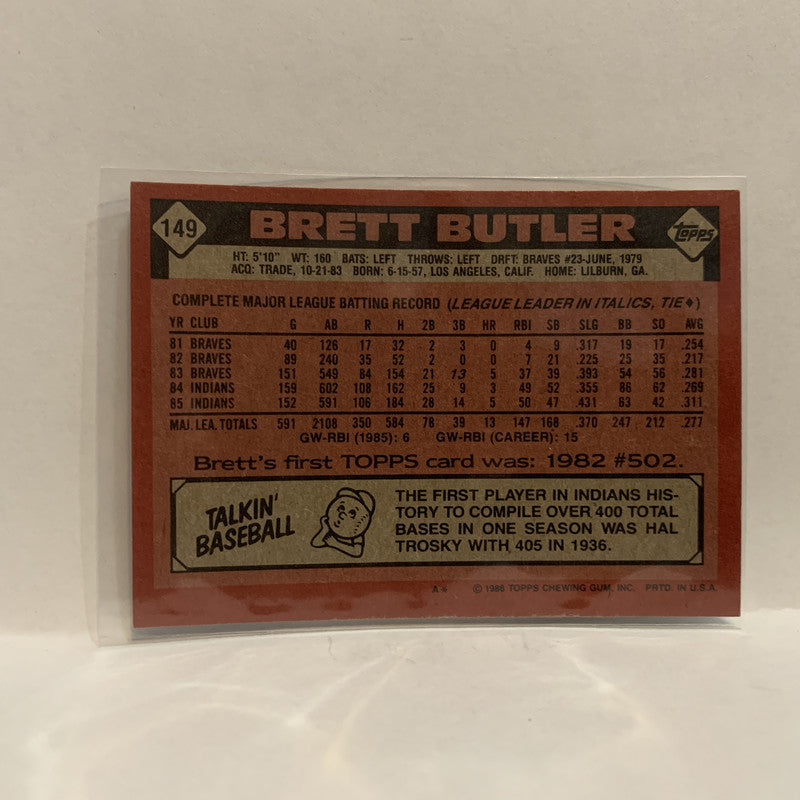 149 BRETT BUTLER topps
HT: 5'10" WT: 160 BATS: LEFT THROWS: LEFT DRFT: BRAVES #23-JUNE, 1979
ACQ: TRADE, 10-21-83 BORN: 6-15-57, LOS ANGELES, CALIF. HOME: LILBURN, GA.
COMPLETE MAJOR LEAGUE BATTING RECORD (LEAGUE LEADER IN ITALICS, TIE♦)
YR CLUB G AB R H 2B 3B HR RBI SB SLG BB SO AVG
81 BRAVES 40 126 17 32 2 3 0 4 9 .317 19 17 .254
82 BRAVES 89 240 35 52 2 0 0 7 21 .225 25 35 .217
83 BRAVES 151 549 84 154 21 13 5 37 39 .393 54 56 .281
84 INDIANS 159 602 108 162 25 9 3 49 52 .355 86 62 .269
85 INDIANS 152 591 106 184 28 14 5 50 47 .431 63 42 .311
MAJ. LEA. TOTALS 591 2108 350 584 78 39 13 147 168 .370 247 212 .277
GW-RBI (1985): 6 GW-RBI (CAREER): 15
Brett's first TOPPS card was: 1982 #502.
TALKIN'
BASEBALL
THE FIRST PLAYER IN INDIANS HIS-
TORY TO COMPILE OVER 400 TOTAL
BASES IN ONE SEASON WAS HAL
TROSKY WITH 405 IN 1936.
A* © 1986 TOPPS CHEWING GUM, INC. PRTD. IN U.S.A.